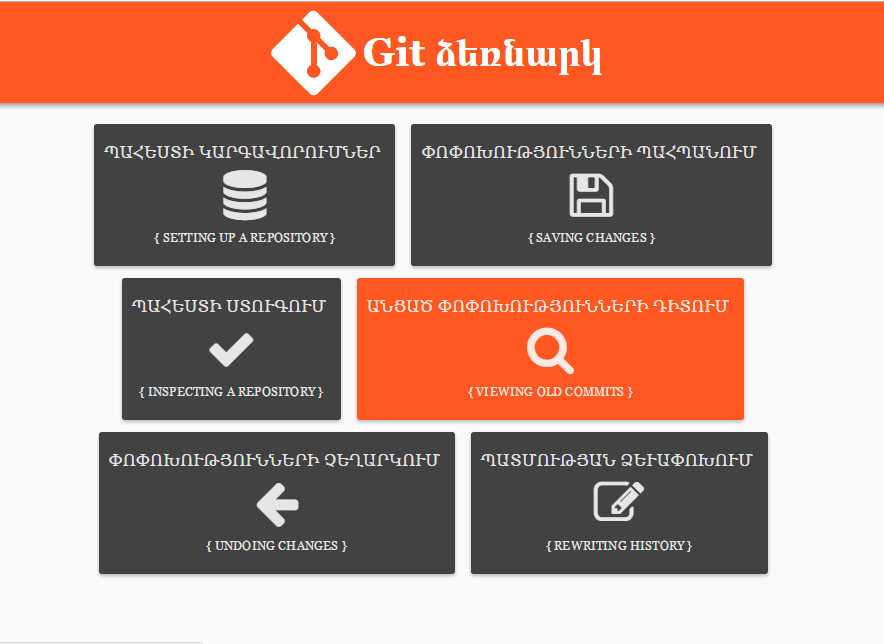 Git ձեռնարկ
ՊԱՀԵՍՏԻ ԿԱՐԳԱՎՈՐՈՒՄՆԵՐ
{ SETTING UP A REPOSITORY }
ՓՈՓՈԽՈՒԹՅՈՒՆՆԵՐԻ ՊԱՀՊԱՆՈՒՄ
{ SAVING CHANGES }
ՊԱՀԵՍՏԻ ՍՏՈՒԳՈՒՄ
{ INSPECTING A REPOSITORY }
ԱՆՑԱԾ ՓՈՓՈԽՈՒԹՅՈՒՆՆԵՐԻ ԴԻՏՈՒՄ
{ VIEWING OLD COMMITS }
ՓՈՓՈԽՈՒԹՅՈՒՆՆԵՐԻ ՉԵՂԱՐԿՈՒՄ
{ UNDOING CHANGES }
ՊԱՏՄՈՒԹՅԱՆ ՁԵՒԱՓՈԽՈՒՄ
{ REWRITING HISTORY }